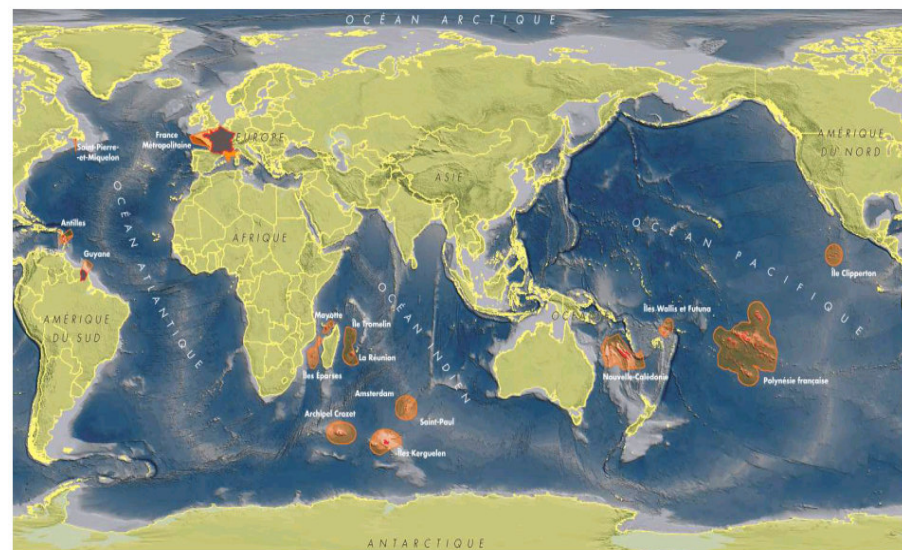 OCÉAN ARCTIQUE
Saint-Pierre-
et-Miquelon
France
Métropolitaine
EUROPE
ASIE
AMÉRIQUE
DU NORD
OCÉAN ATLANTIQUE
Antilles
Guyane
AFRIQUE
OCÉAN PACIFIQUE
Île Clipperton
AMÉRIQUE
DU SUD
Mayotte
Île Tromelin
La Réunion
Îles Éparses
OCÉAN INDIEN
Îles Wallis et Futuna
Nouvelle-Calédonie
Polynésie française
Amsterdam
Saint-Paul
Archipel Crozet
Îles Kerguelen
ANTARCTIQUE